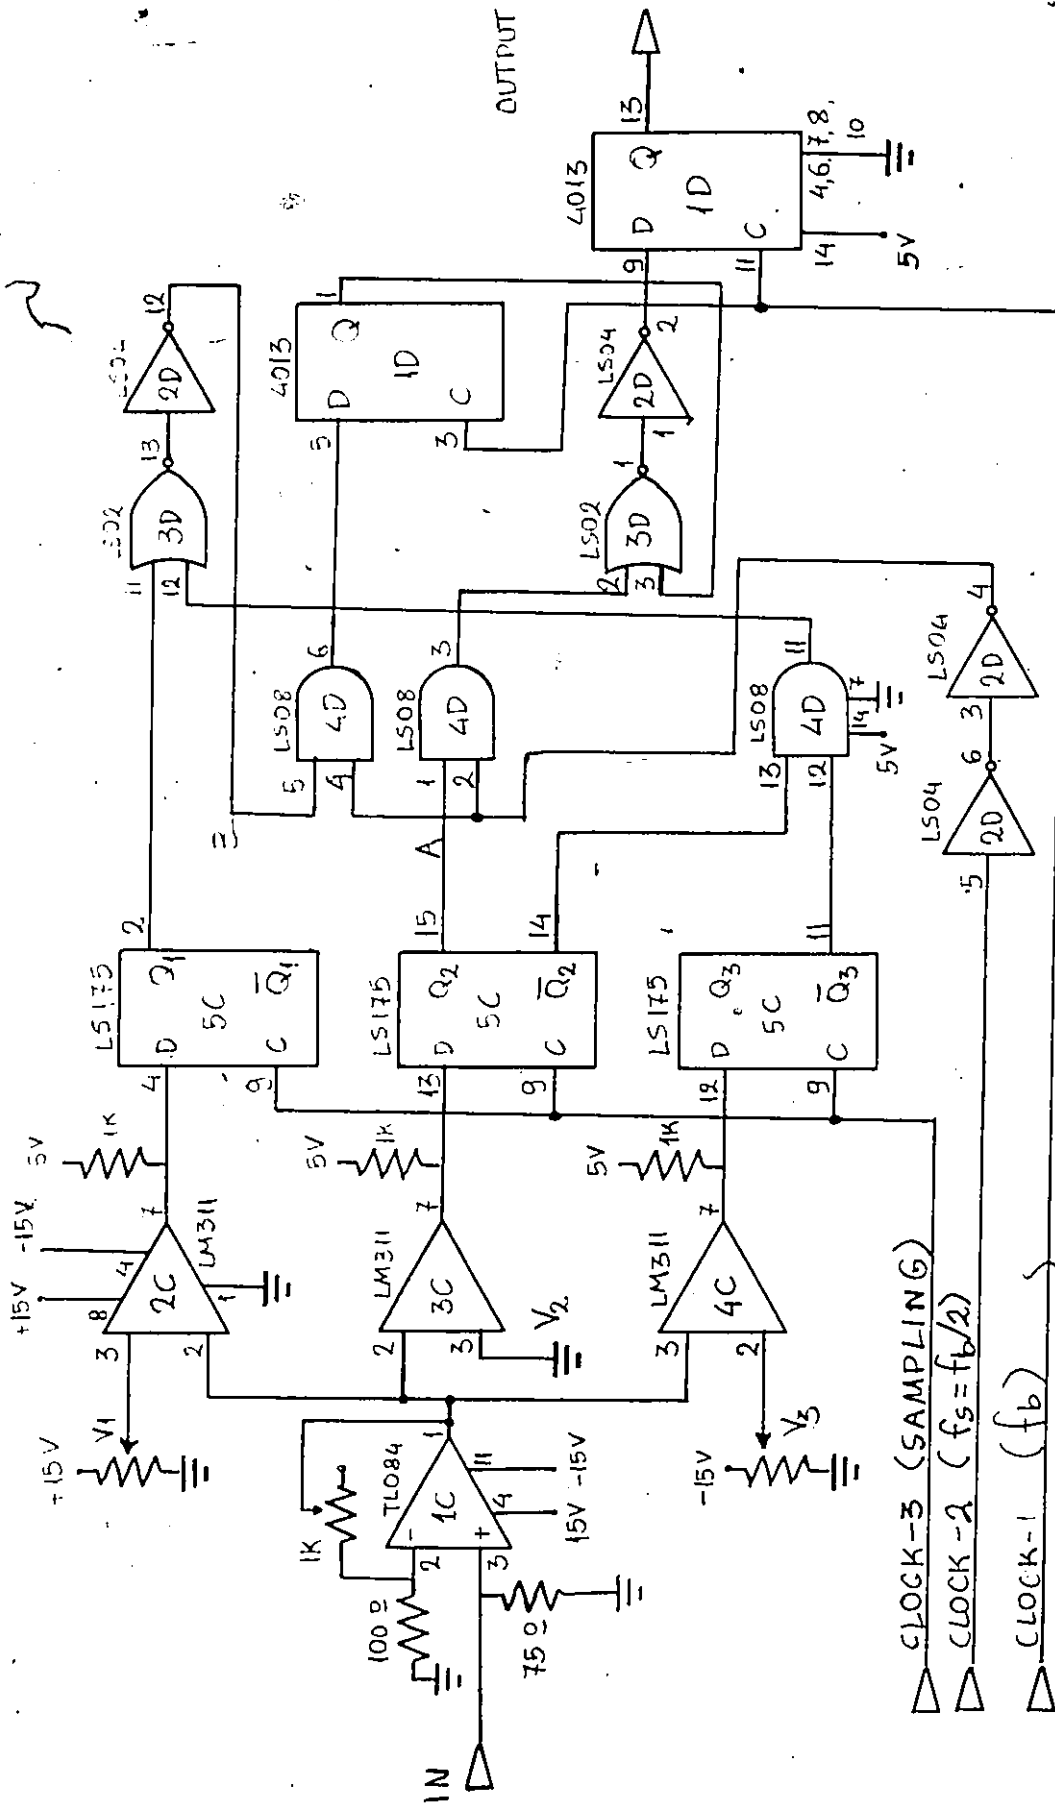 IN
100 Ω
75 Ω
1K
2
3
-
+
TL084
1C
1
4
11
15V
-15V
+15V
V1
3
2
+15V
-15V
8
4
2C
1
LM311
7
5V
1K
4
9
LS175
D
Q1
5C
C
Q̄1
2
LM311
2
3
3C
V2
7
5V
1K
13
9
LS175
D
Q2
5C
C
Q̄2
15
14
A
-15V
V3
LM311
3
2
4C
7
5V
1K
12
9
LS175
D
Q3
5C
C
Q̄3
11
11
12
3D
13
2D
12
5
4
LS08
4D
6
1
2
LS08
4D
3
13
12
LS08
4D
11
14
7
5V
5
4013
D
Q
1D
C
3
1
LS02
2
3
3D
1
1
LS04
2D
2
9
11
4013
D
Q
1D
C
13
14
4,6,7,8,
10
5V
OUTPUT
5
LS04
2D
6
3
LS04
2D
4
CLOCK-3 (SAMPLING)
CLOCK-2 (fs=fb/2)
CLOCK-1 (fb)